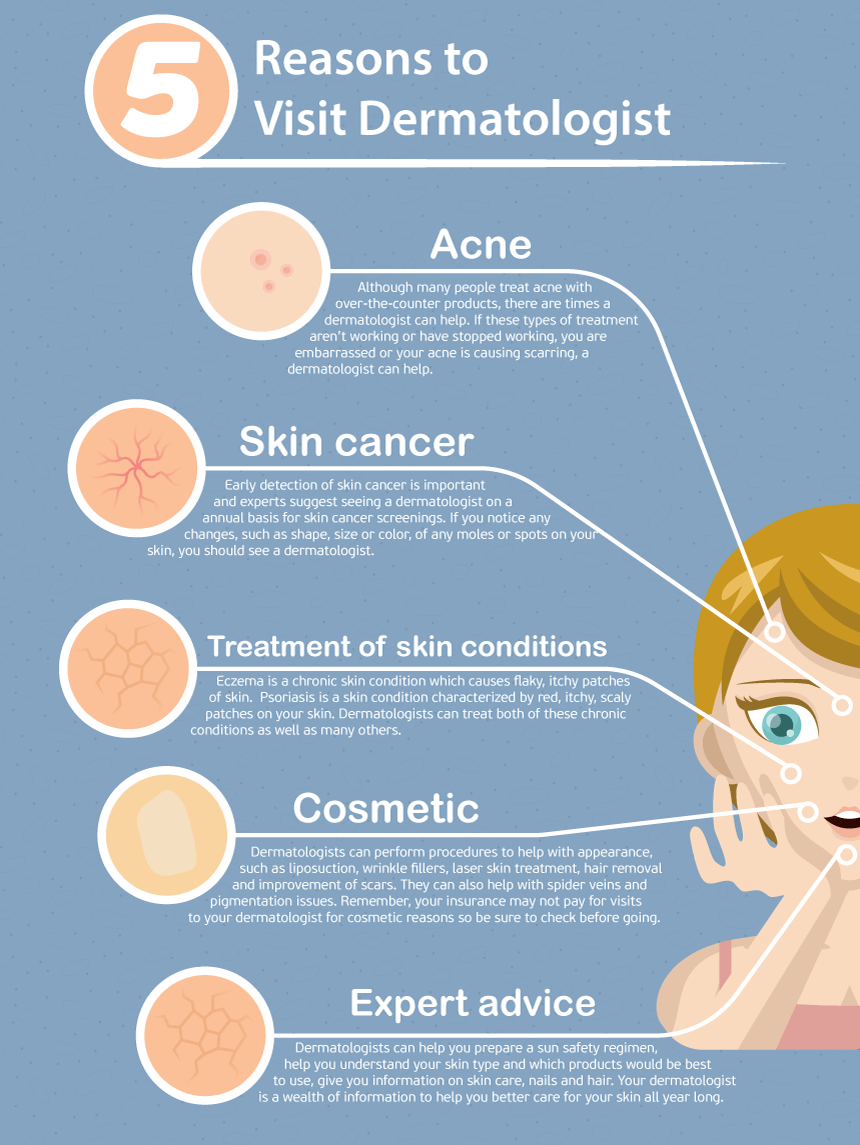 5
Reasons to
Visit Dermatologist
Acne
Although many people treat acne with
over-the-counter products, there are times a
dermatologist can help. If these types of treatment
aren't working or have stopped working, you are
embarrassed or your acne is causing scarring, a
dermatologist can help.
Skin cancer
Early detection of skin cancer is important
and experts suggest seeing a dermatologist on a
annual basis for skin cancer screenings. If you notice any
changes, such as shape, size or color, of any moles or spots on your
skin, you should see a dermatologist.
Treatment of skin conditions
Eczema is a chronic skin condition which causes flaky, itchy patches
of skin. Psoriasis is a skin condition characterized by red, itchy, scaly
patches on your skin. Dermatologists can treat both of these chronic
conditions as well as many others.
Cosmetic
Dermatologists can perform procedures to help with appearance,
such as liposuction, wrinkle fillers, laser skin treatment, hair removal
and improvement of scars. They can also help with spider veins and
pigmentation issues. Remember, your insurance may not pay for visits
to your dermatologist for cosmetic reasons so be sure to check before going.
Expert advice
Dermatologists can help you prepare a sun safety regimen,
help you understand your skin type and which products would be best
to use, give you information on skin care, nails and hair. Your dermatologist
is a wealth of information to help you better care for your skin all year long.